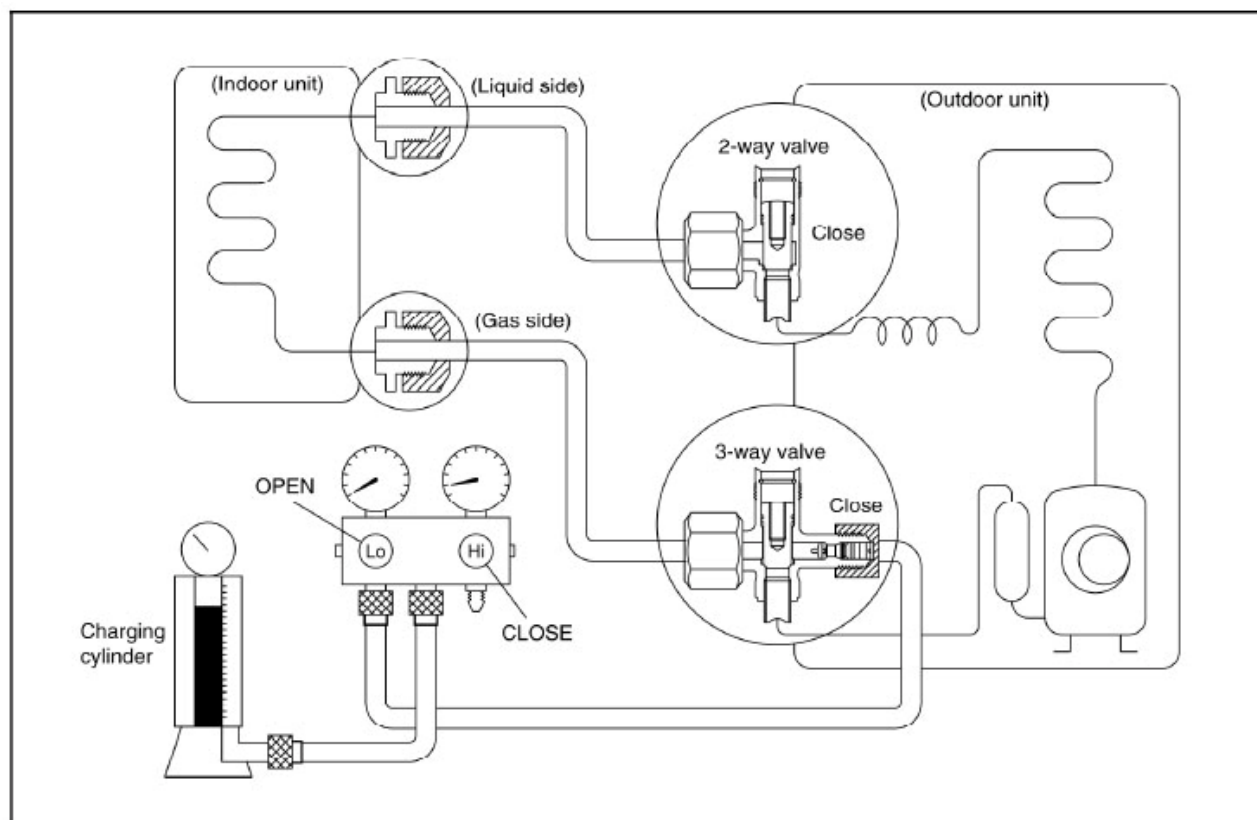 (Indoor unit)
(Liquid side)
(Outdoor unit)
2-way valve
Close
(Gas side)
3-way valve
Close
OPEN
Lo
Hi
CLOSE
Charging
cylinder